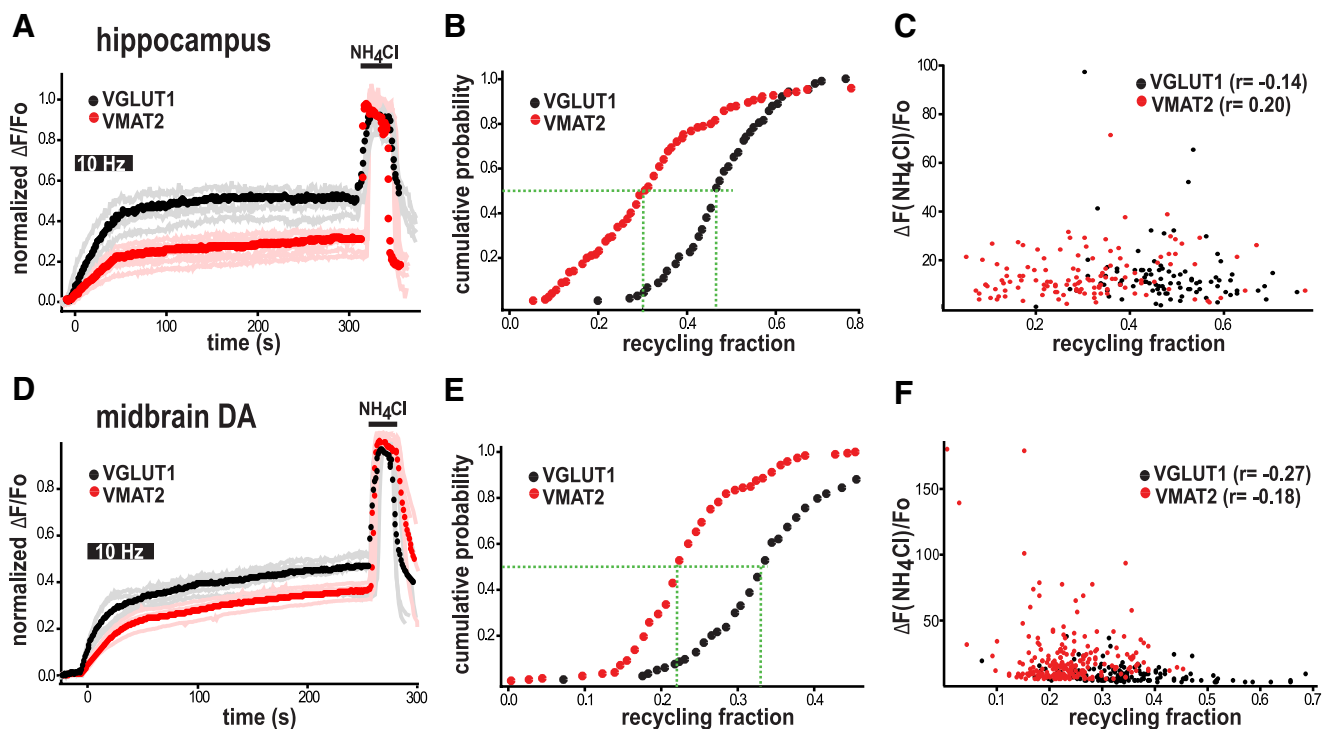 A
hippocampus
NH4Cl
VGLUT1
VMAT2
10 Hz
normalized ΔF/Fo
1.0
0.8
0.6
0.4
0.2
0.0
0
100
200
300
time (s)
B
VGLUT1
VMAT2
cumulative probability
1.0
0.8
0.6
0.4
0.2
0.0
0.2
0.4
0.6
0.8
recycling fraction
C
VGLUT1 (r= -0.14)
VMAT2 (r= 0.20)
ΔF(NH4Cl)/Fo
100
80
60
40
20
0.2
0.4
0.6
recycling fraction
D
midbrain DA
NH4Cl
VGLUT1
VMAT2
10 Hz
normalized ΔF/Fo
1.0
0.8
0.6
0.4
0.2
0.0
0
100
200
300
time (s)
E
VGLUT1
VMAT2
cumulative probability
1.0
0.8
0.6
0.4
0.2
0.0
0.1
0.2
0.3
0.4
recycling fraction
F
VGLUT1 (r= -0.27)
VMAT2 (r= -0.18)
ΔF(NH4Cl)/Fo
150
100
50
0.1
0.2
0.3
0.4
0.5
0.6
0.7
recycling fraction